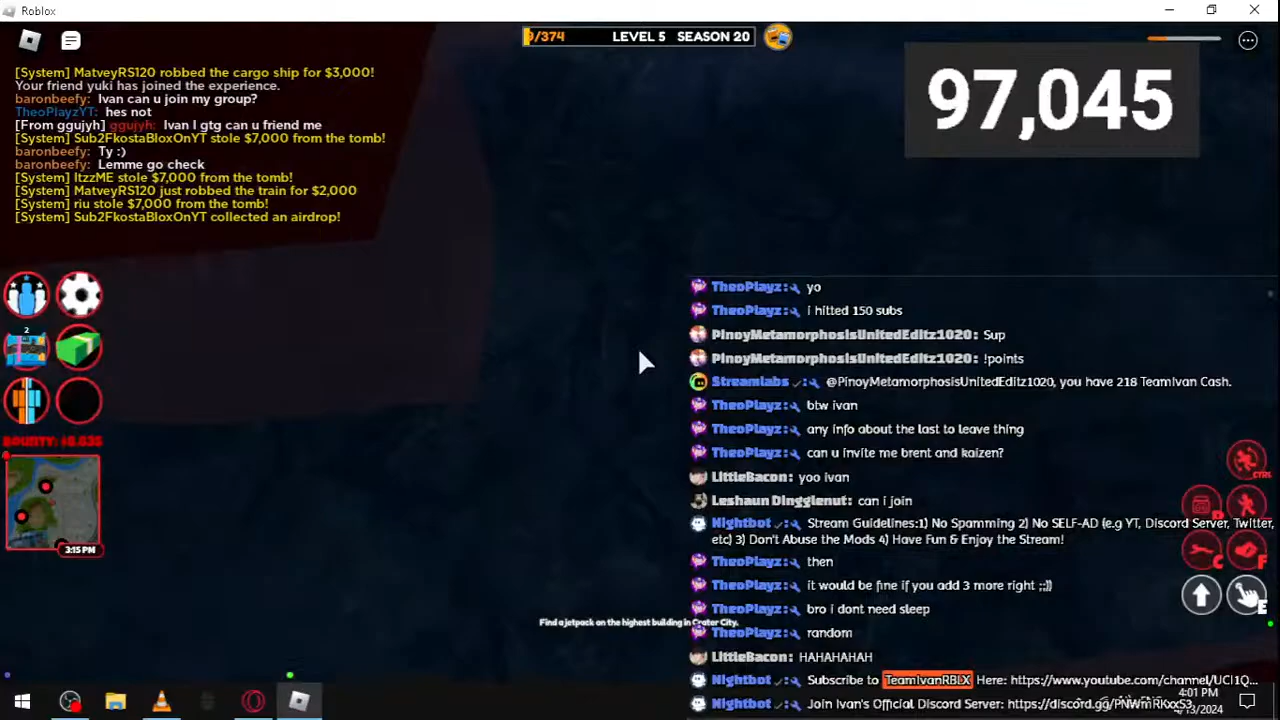 Roblox
/374 LEVEL 5 SEASON 20
97,045
[System] MatveyRS120 robbed the cargo ship for $3,000!
Your friend yuki has joined the experience.
baronbeefy: Ivan can u join my group?
TheoPlayzYT: hes not
[From ggujyh] ggujyh: Ivan I gtg can u friend me
[System] Sub2FkostaBloxOnYT stole $7,000 from the tomb!
baronbeefy: Ty :)
baronbeefy: Lemme go check
[System] ItzzME stole $7,000 from the tomb!
[System] MatveyRS120 just robbed the train for $2,000
[System] riu stole $7,000 from the tomb!
[System] Sub2FkostaBloxOnYT collected an airdrop!
2
BOUNTY:
3:15 PM
TheoPlayz: yo
TheoPlayz: i hitted 150 subs
PinoyMetamorphosisUnitedEditz1020: Sup
PinoyMetamorphosisUnitedEditz1020: !points
Streamlabs: @PinoyMetamorphosisUnitedEditz1020, you have 218 TeamIvan Cash.
TheoPlayz: btw ivan
TheoPlayz: any info about the last to leave thing
TheoPlayz: can u invite me brent and kaizen?
LittleBacon: yoo ivan
Leshaun Dingglenut: can i join
Nightbot: Stream Guidelines:1) No Spamming 2) No SELF-AD (e.g YT, Discord Server, Twitter,
etc) 3) Don't Abuse the Mods 4) Have Fun & Enjoy the Stream!
TheoPlayz: then
TheoPlayz: it would be fine if you add 3 more right ;;))
TheoPlayz: bro i dont need sleep
TheoPlayz: random
LittleBacon: HAHAHAHAH
Nightbot: Subscribe to TeamIvanRBLX Here: https://www.youtube.com/channel/UCl1Q...
Nightbot: Join Ivan's Official Discord Server: https://discord.gg/PNWmRKxxS3
Find a jetpack on the highest building in Crater City.
CTRL
C
F
E
4:01 PM
4/13/2024